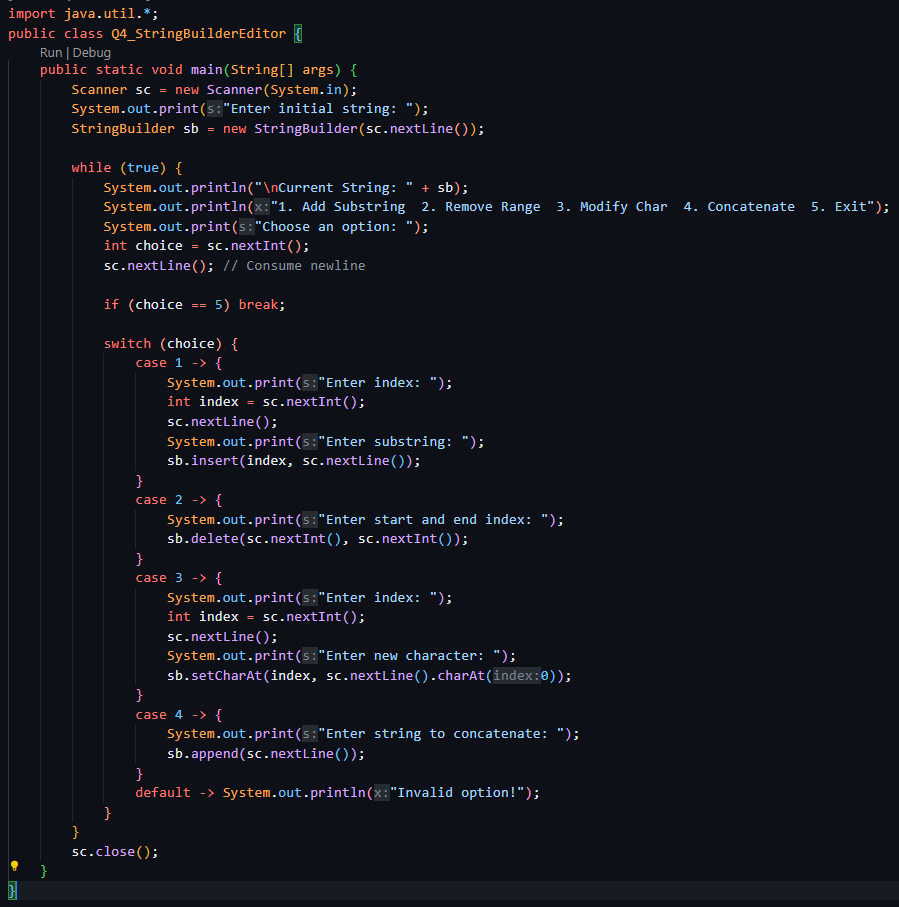 import java.util.*;
public class Q4_StringBuilderEditor {
    Run | Debug
    public static void main(String[] args) {
        Scanner sc = new Scanner(System.in);
        System.out.print(s:"Enter initial string: ");
        StringBuilder sb = new StringBuilder(sc.nextLine());

        while (true) {
            System.out.println("\nCurrent String: " + sb);
            System.out.println(x:"1. Add Substring  2. Remove Range  3. Modify Char  4. Concatenate  5. Exit");
            System.out.print(s:"Choose an option: ");
            int choice = sc.nextInt();
            sc.nextLine(); // Consume newline

            if (choice == 5) break;

            switch (choice) {
                case 1 -> {
                    System.out.print(s:"Enter index: ");
                    int index = sc.nextInt();
                    sc.nextLine();
                    System.out.print(s:"Enter substring: ");
                    sb.insert(index, sc.nextLine());
                }
                case 2 -> {
                    System.out.print(s:"Enter start and end index: ");
                    sb.delete(sc.nextInt(), sc.nextInt());
                }
                case 3 -> {
                    System.out.print(s:"Enter index: ");
                    int index = sc.nextInt();
                    sc.nextLine();
                    System.out.print(s:"Enter new character: ");
                    sb.setCharAt(index, sc.nextLine().charAt(index:0));
                }
                case 4 -> {
                    System.out.print(s:"Enter string to concatenate: ");
                    sb.append(sc.nextLine());
                }
                default -> System.out.println(x:"Invalid option!");
            }
        }
        sc.close();
    }
}